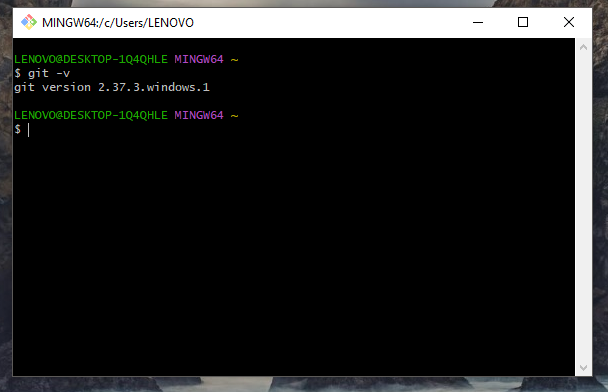 MINGW64:/c/Users/LENOVO
LENOVO@DESKTOP-1Q4QHLE MINGW64 ~
$ git -v
git version 2.37.3.windows.1
LENOVO@DESKTOP-1Q4QHLE MINGW64 ~
$